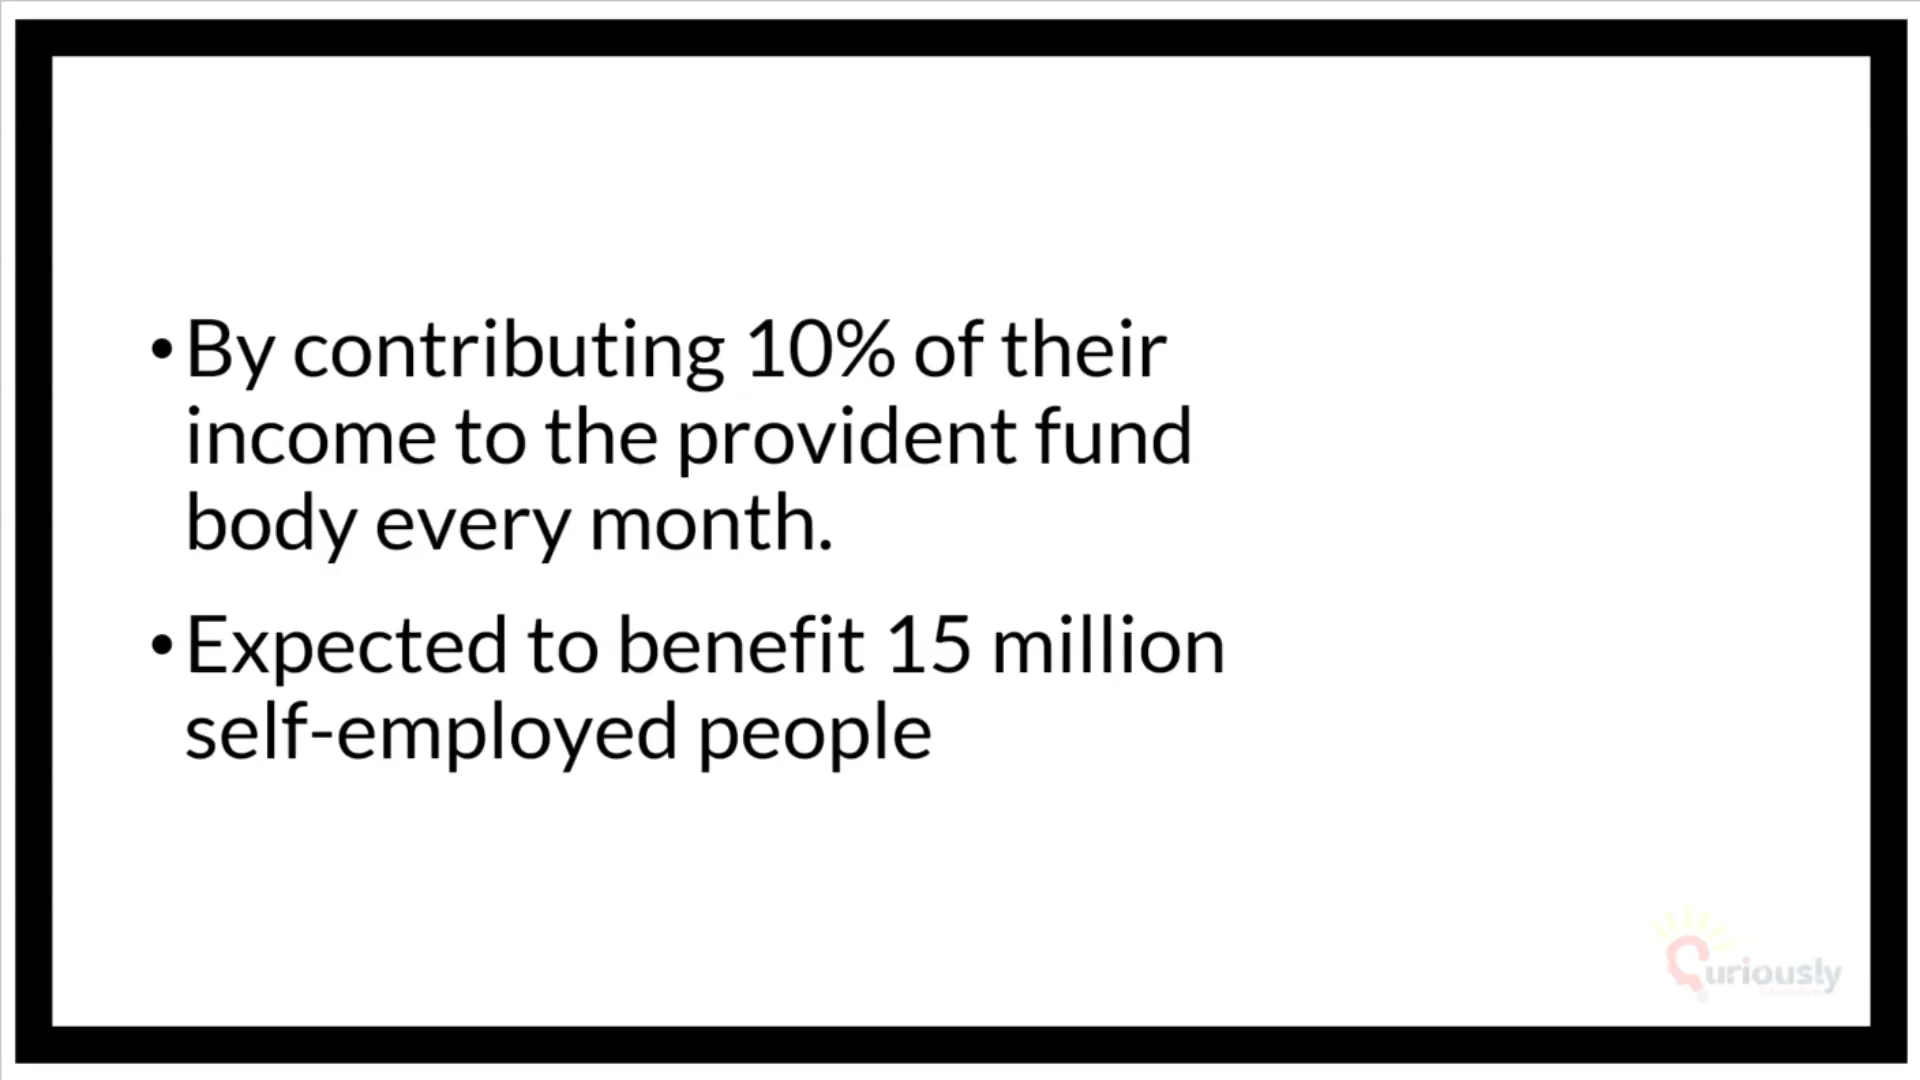 •By contributing 10% of their
income to the provident fund
body every month.
•Expected to benefit 15 million
self-employed people
uriously